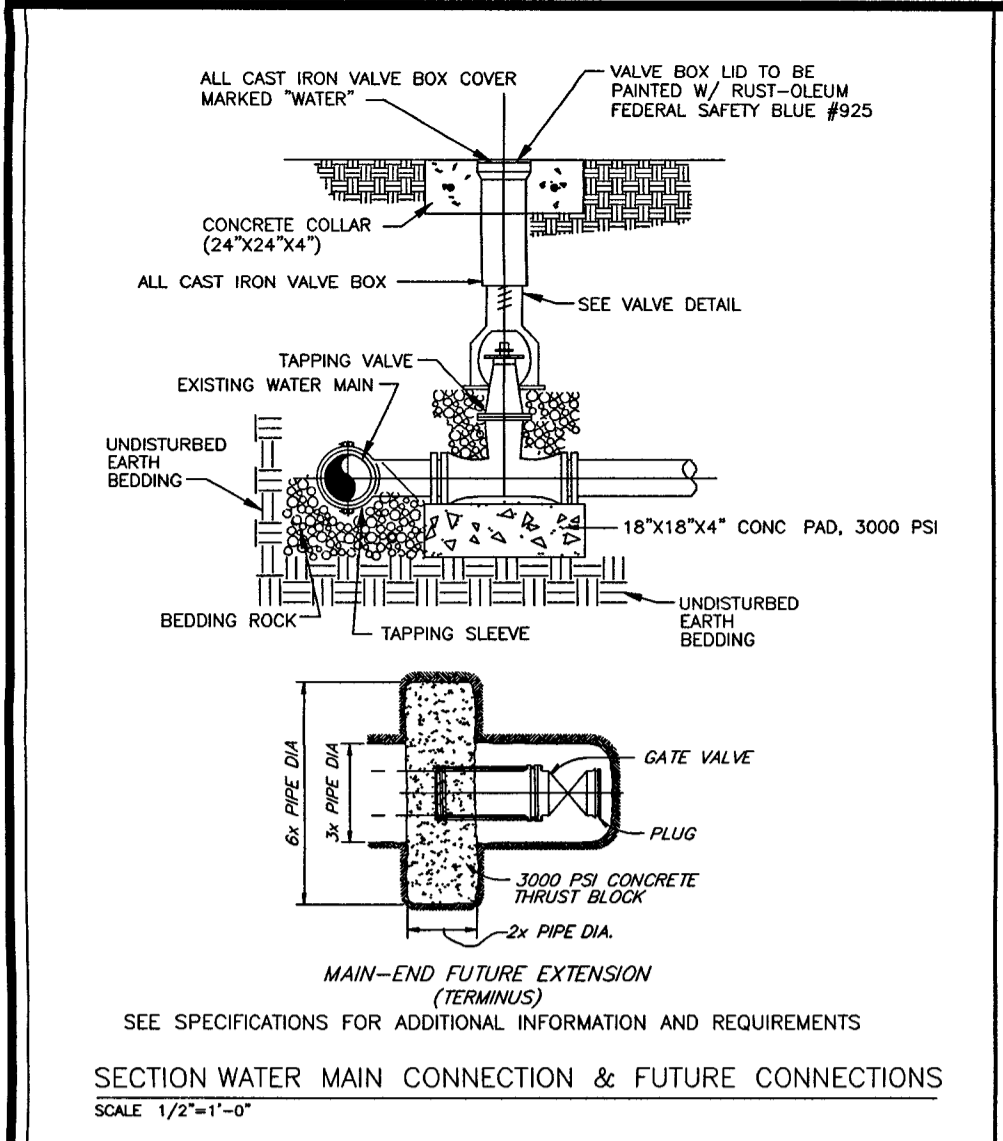 ALL CAST IRON VALVE BOX COVER
MARKED "WATER"
VALVE BOX LID TO BE
PAINTED W/ RUST-OLEUM
FEDERAL SAFETY BLUE #925
CONCRETE COLLAR
(24"X24"X4")
ALL CAST IRON VALVE BOX
SEE VALVE DETAIL
TAPPING VALVE
EXISTING WATER MAIN
UNDISTURBED
EARTH
BEDDING
18"X18"X4" CONC PAD, 3000 PSI
BEDDING ROCK
TAPPING SLEEVE
UNDISTURBED
EARTH
BEDDING
6x PIPE DIA
3x PIPE DIA
GATE VALVE
PLUG
3000 PSI CONCRETE
THRUST BLOCK
2x PIPE DIA.
MAIN-END FUTURE EXTENSION
(TERMINUS)
SEE SPECIFICATIONS FOR ADDITIONAL INFORMATION AND REQUIREMENTS
SECTION WATER MAIN CONNECTION & FUTURE CONNECTIONS
SCALE 1/2"=1'-0"